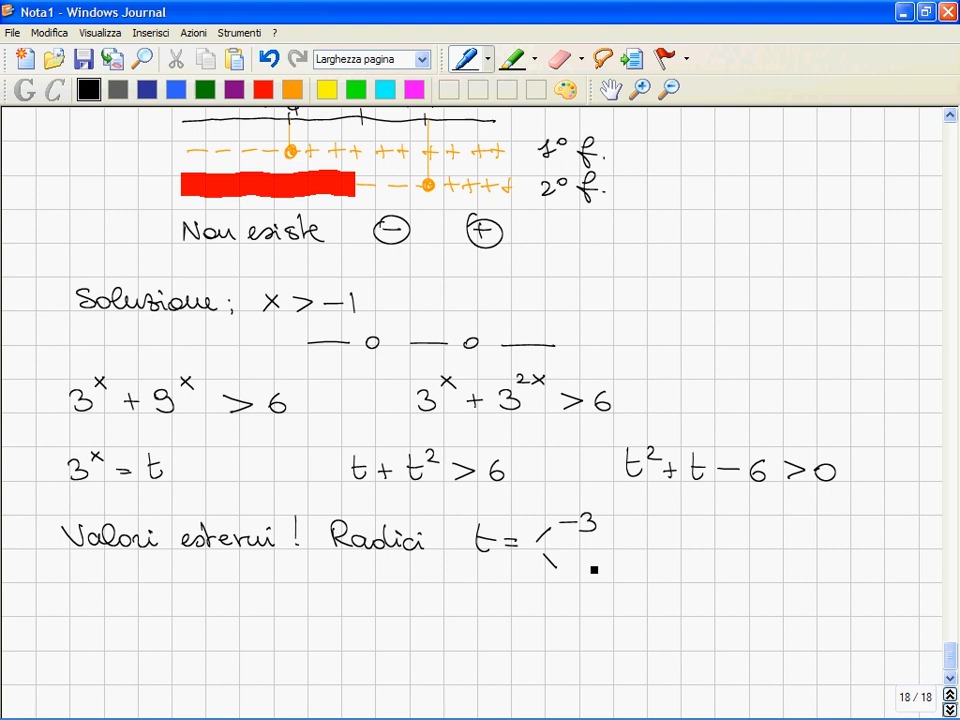 Nota1 - Windows Journal
File Modifica Visualizza Inserisci Azioni Strumenti ?
Larghezza pagina
G C
- - - - + + + + + + + + + 1° f.
- - - + + + + 2° f.
Non esiste - +
Soluzione; x > -1
— o — o —
3^x + 9^x > 6 3^x + 3^2x > 6
3^x = t t + t^2 > 6 t^2 + t - 6 > 0
Valori esterni! Radici t = -3
18 / 18